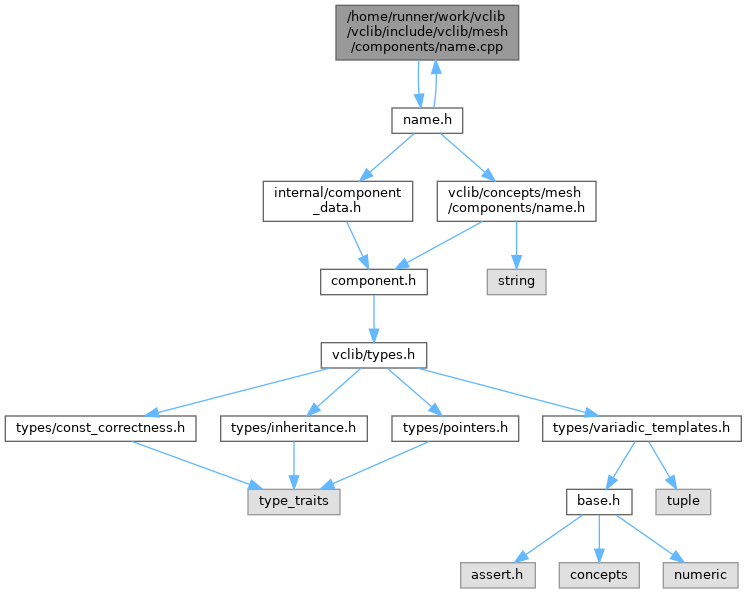 /home/runner/work/vclib
/vclib/include/vclib/mesh
/components/name.cpp
name.h
internal/component
_data.h
vclib/concepts/mesh
/components/name.h
component.h
string
vclib/types.h
types/const_correctness.h
types/inheritance.h
types/pointers.h
types/variadic_templates.h
type_traits
base.h
tuple
assert.h
concepts
numeric